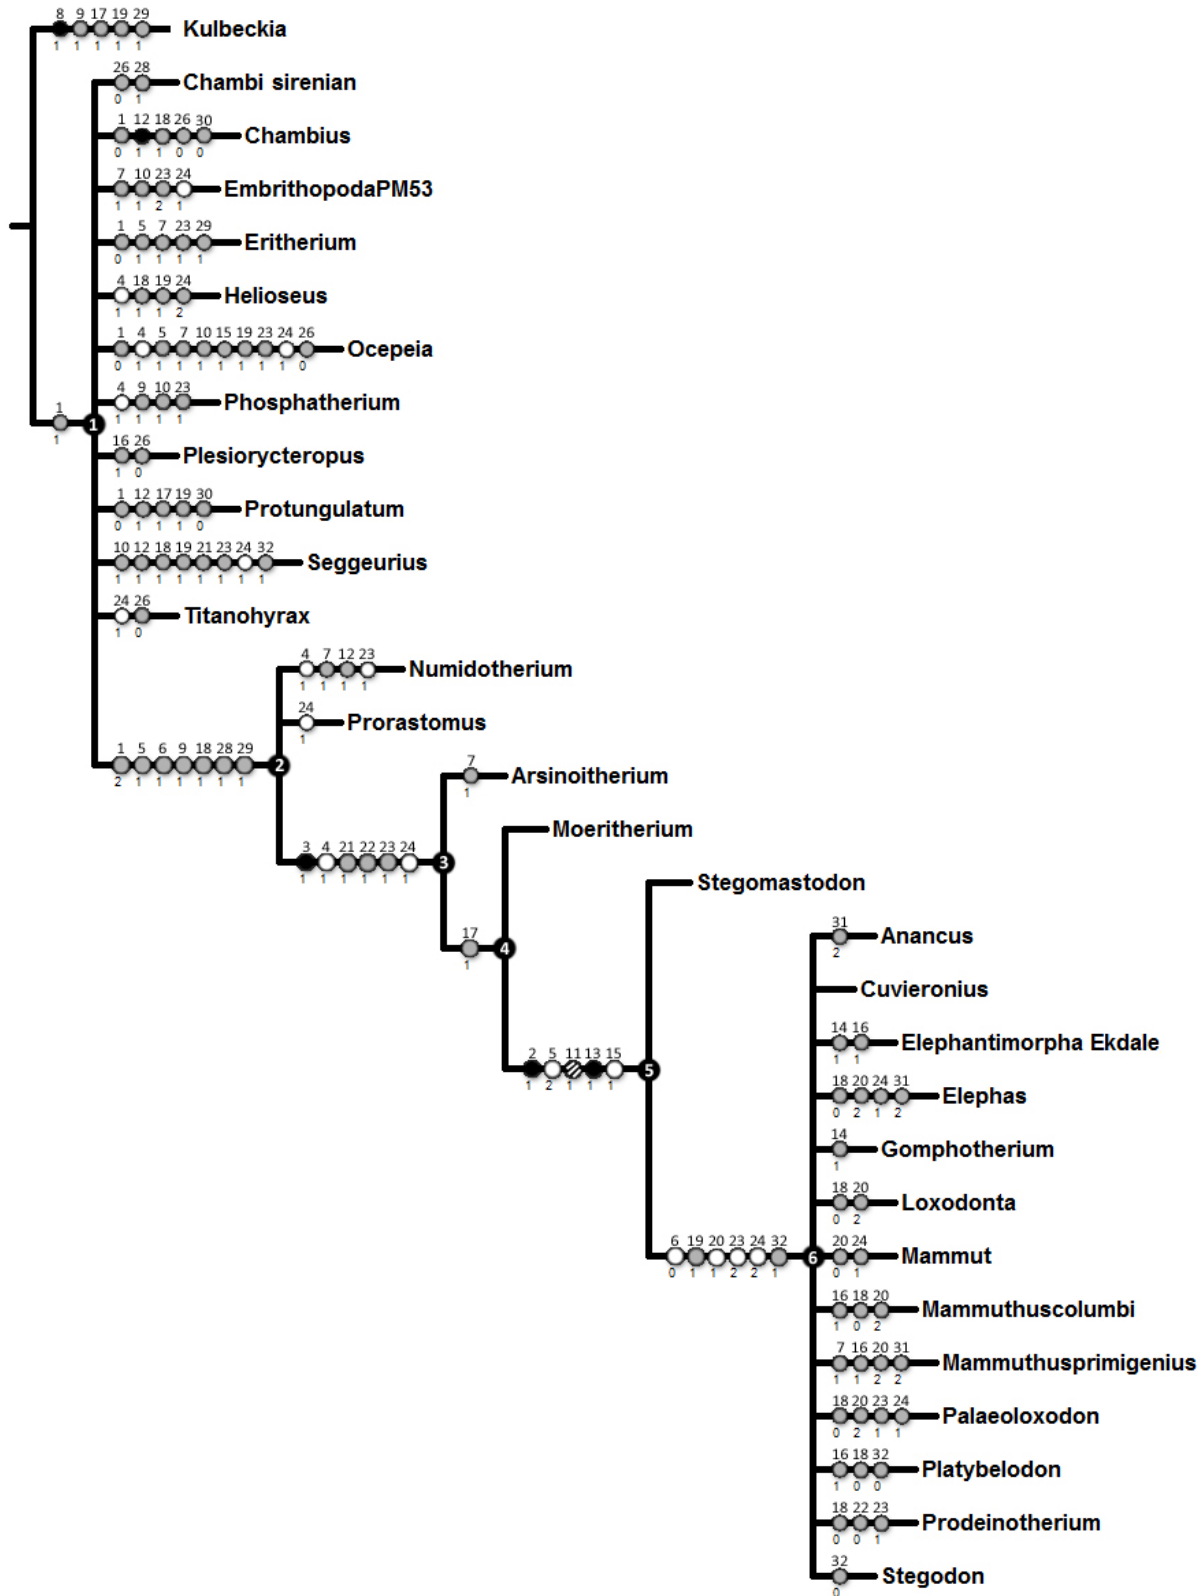 8 9 17 19 29
Kulbeckia
1 1 1 1 1
26 28
Chambi sirenian
0 1
1 12 18 26 30
Chambius
0 1 1 0 0
7 10 23 24
EmbrithopodaPM53
1 1 2 1
1 5 7 23 29
Eritherium
0 1 1 1 1
4 18 19 24
Helioseus
1 1 1 2
1 4 5 7 10 15 19 23 24 26
Ocepeia
0 1 1 1 1 1 1 1 1 0
4 9 10 23
Phosphatherium
1 1 1 1
1
1
1
16 26
Plesiorycteropus
1 0
1 12 17 19 30
Protungulatum
0 1 1 1 0
10 12 18 19 21 23 24 32
Seggeurius
1 1 1 1 1 1 1 1
24 26
Titanohyrax
1 0
4 7 12 23
Numidotherium
1 1 1 1
24
Prorastomus
1
1 5 6 9 18 28 29
2
2 1 1 1 1 1 1
7
Arsinoitherium
1
Moeritherium
3 4 21 22 23 24
3
1 1 1 1 1 1
Stegomastodon
31
Anancus
2
17
4
1
Cuvieronius
14 16
Elephantimorpha Ekdale
1 1
2 5 11 13 15
5
1 2 1 1 1
18 20 24 31
Elephas
0 2 1 2
14
Gomphotherium
1
18 20
Loxodonta
0 2
6 19 20 23 24 32
6
0 1 1 2 2 1
20 24
Mammut
0 1
16 18 20
Mammuthuscolumbi
1 0 2
7 16 20 31
Mammuthusprimigenius
1 1 2 2
18 20 23 24
Palaeoloxodon
0 2 1 1
16 18 32
Platybelodon
1 0 0
18 22 23
Prodeinotherium
0 0 1
32
Stegodon
0